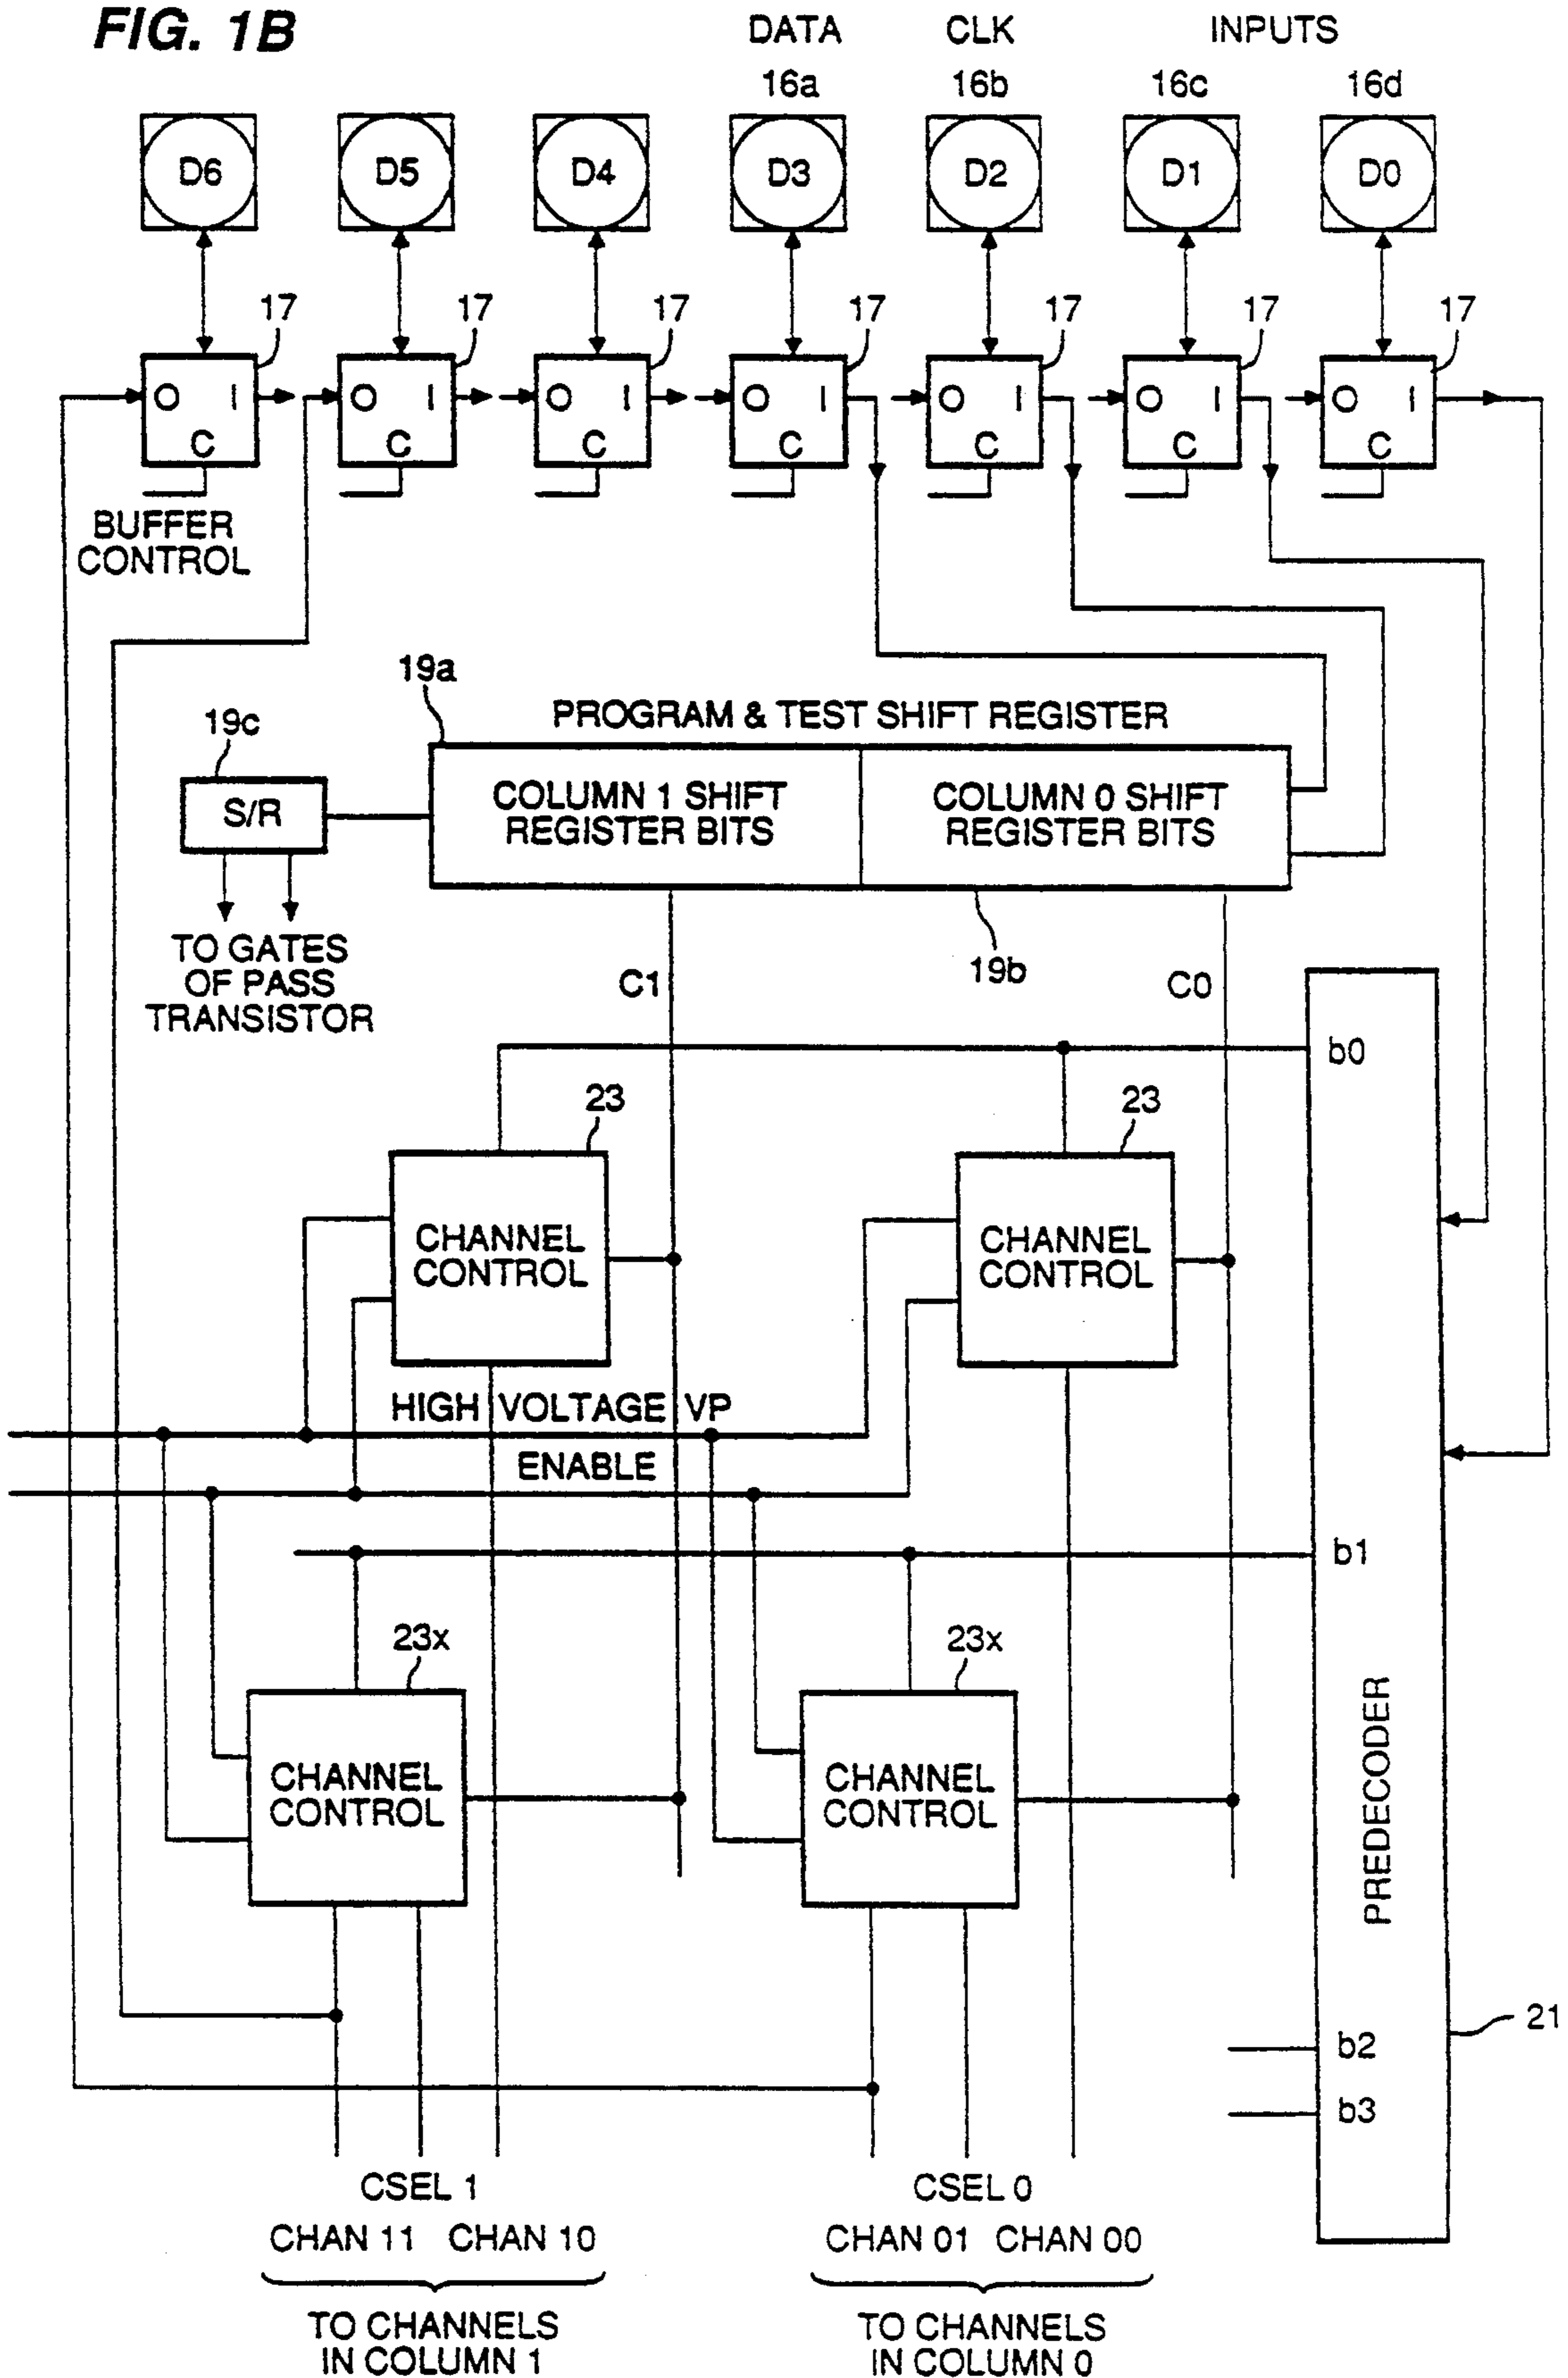 FIG. 1B
DATA CLK INPUTS
16a 16b 16c 16d
D6 D5 D4 D3 D2 D1 D0
17 17 17 17 17 17 17
O I O I O I O I O I O I O I
C C C C C C C
BUFFER
CONTROL
19a
PROGRAM & TEST SHIFT REGISTER
19c
S/R
COLUMN 1 SHIFT
REGISTER BITS
COLUMN 0 SHIFT
REGISTER BITS
TO GATES
OF PASS
TRANSISTOR
C1
19b
C0
b0
23 23
CHANNEL
CONTROL
CHANNEL
CONTROL
HIGH VOLTAGE VP
ENABLE
b1
23x 23x
CHANNEL
CONTROL
CHANNEL
CONTROL
PREDECODER
21
b2
b3
CSEL 1 CSEL 0
CHAN 11 CHAN 10 CHAN 01 CHAN 00
TO CHANNELS
IN COLUMN 1
TO CHANNELS
IN COLUMN 0